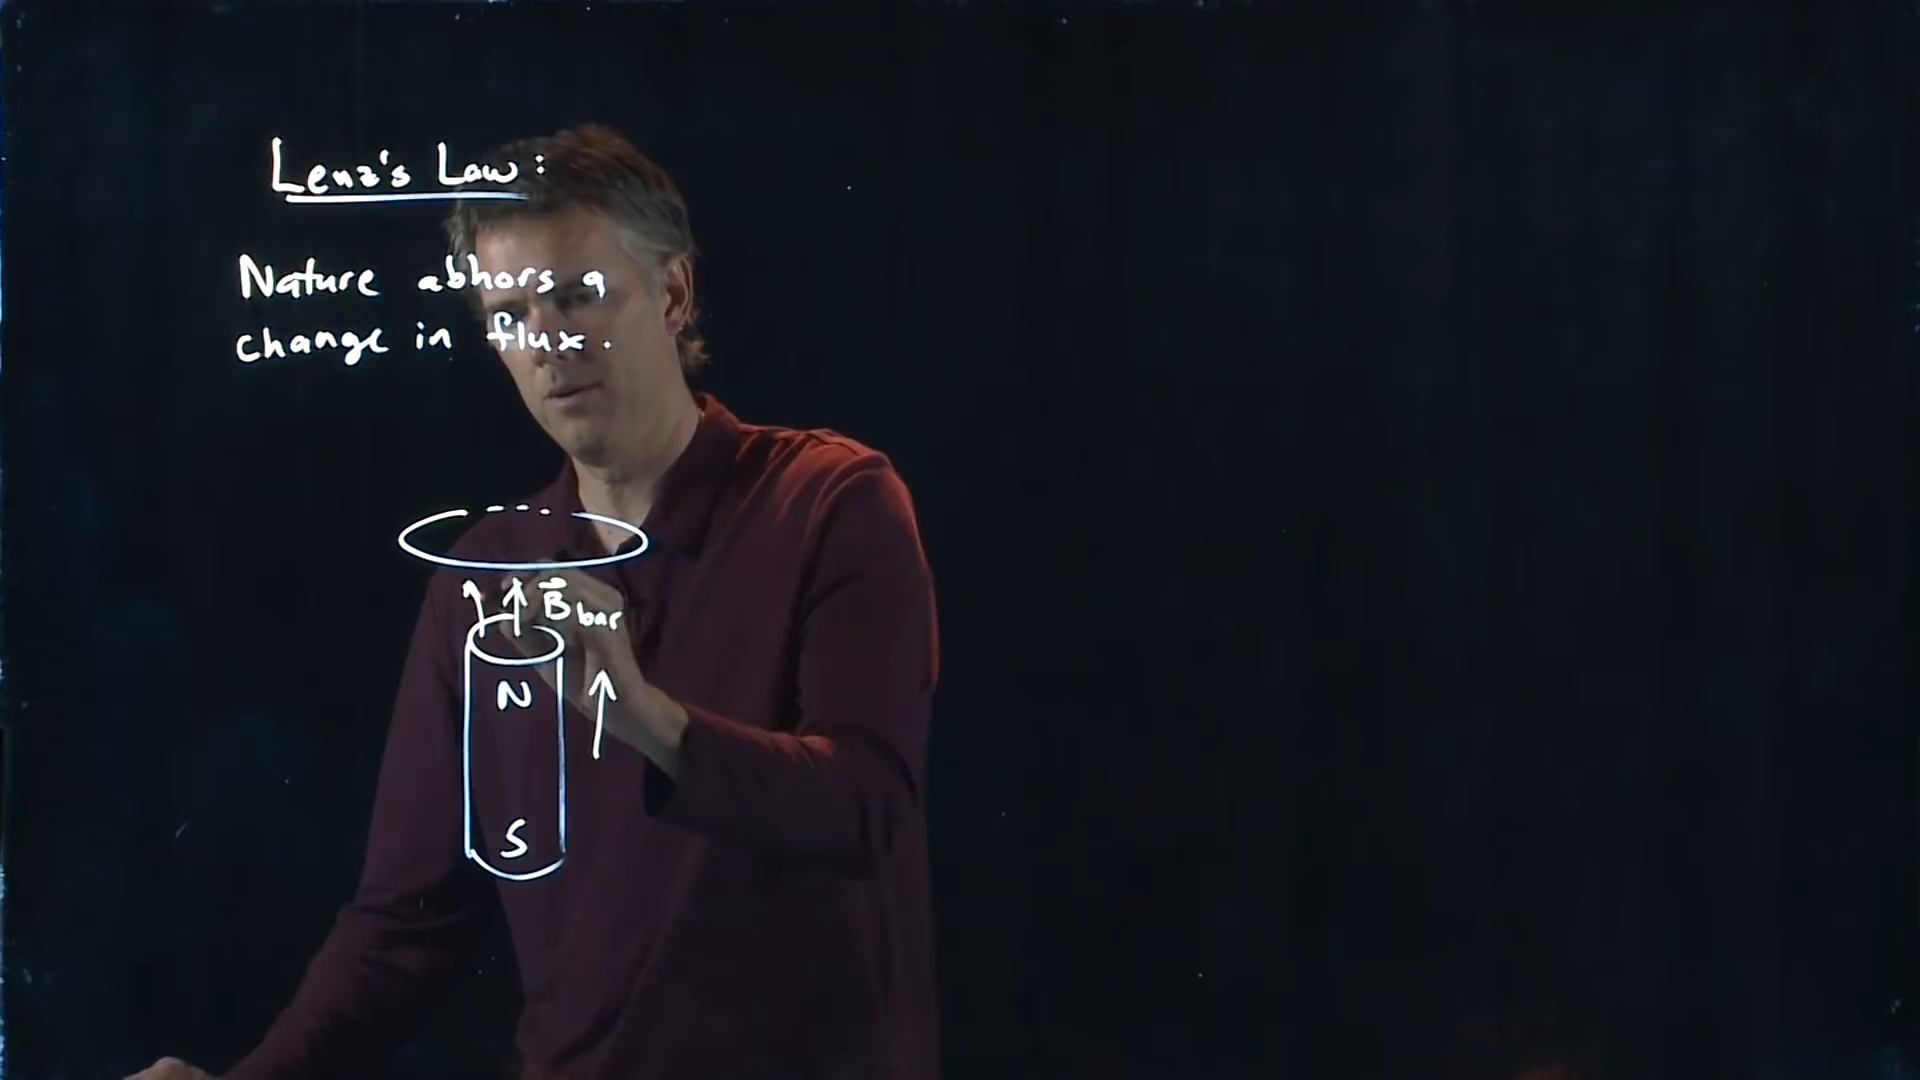 Lenz's Law:
Nature abhors a
change in flux.
B bar
N
S